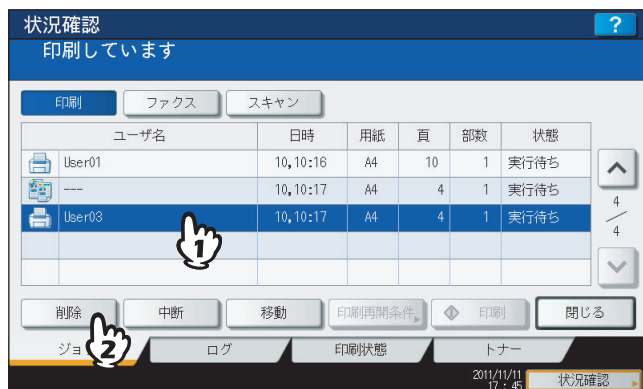 状況確認
?
印刷しています
印刷 ファクス スキャン
ユーザ名 日時 用紙 頁 部数 状態
User01 10,10:16 A4 10 1 実行待ち
--- 10,10:17 A4 4 1 実行待ち
User03 10,10:17 A4 4 1 実行待ち
4
4
1
削除 中断 移動 印刷再開条件 印刷 閉じる
2
ジョ ログ 印刷状態 トナー
2011/11/11
17:45 状況確認